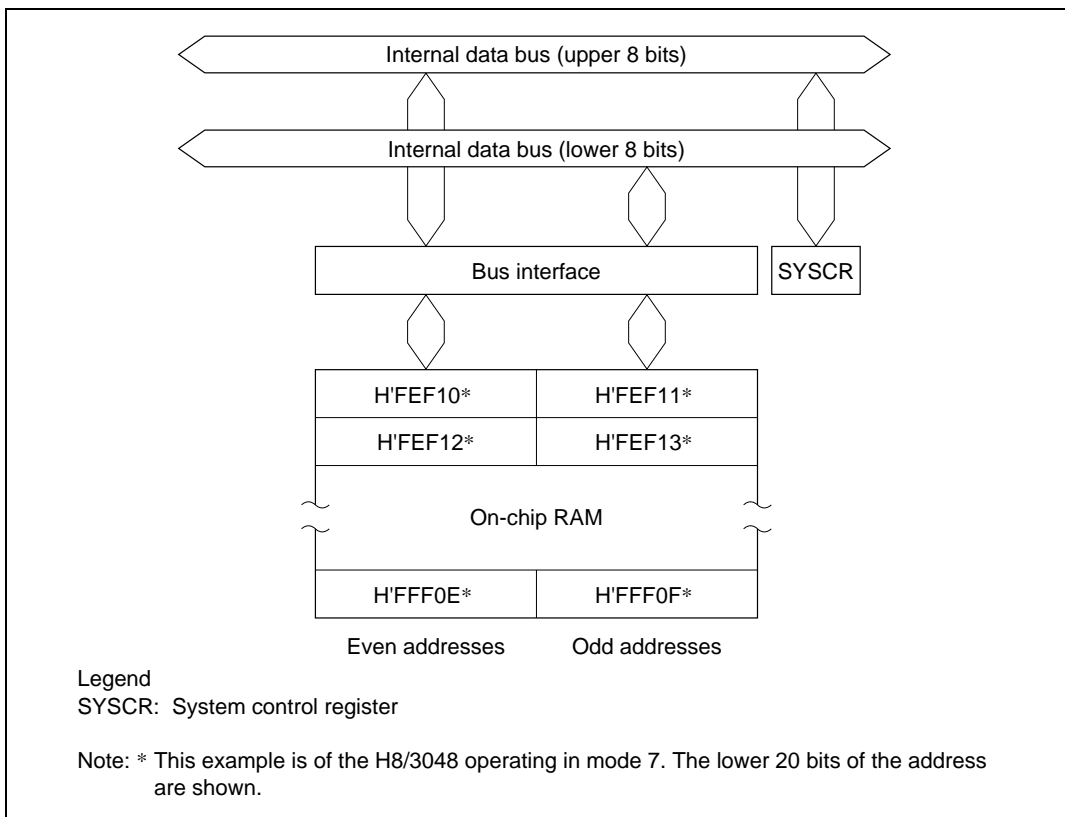 Internal data bus (upper 8 bits)
Internal data bus (lower 8 bits)
Bus interface
SYSCR
H'FEF10* H'FEF11*
H'FEF12* H'FEF13*
On-chip RAM
H'FFF0E* H'FFF0F*
Even addresses Odd addresses
Legend
SYSCR: System control register
Note: * This example is of the H8/3048 operating in mode 7. The lower 20 bits of the address
are shown.